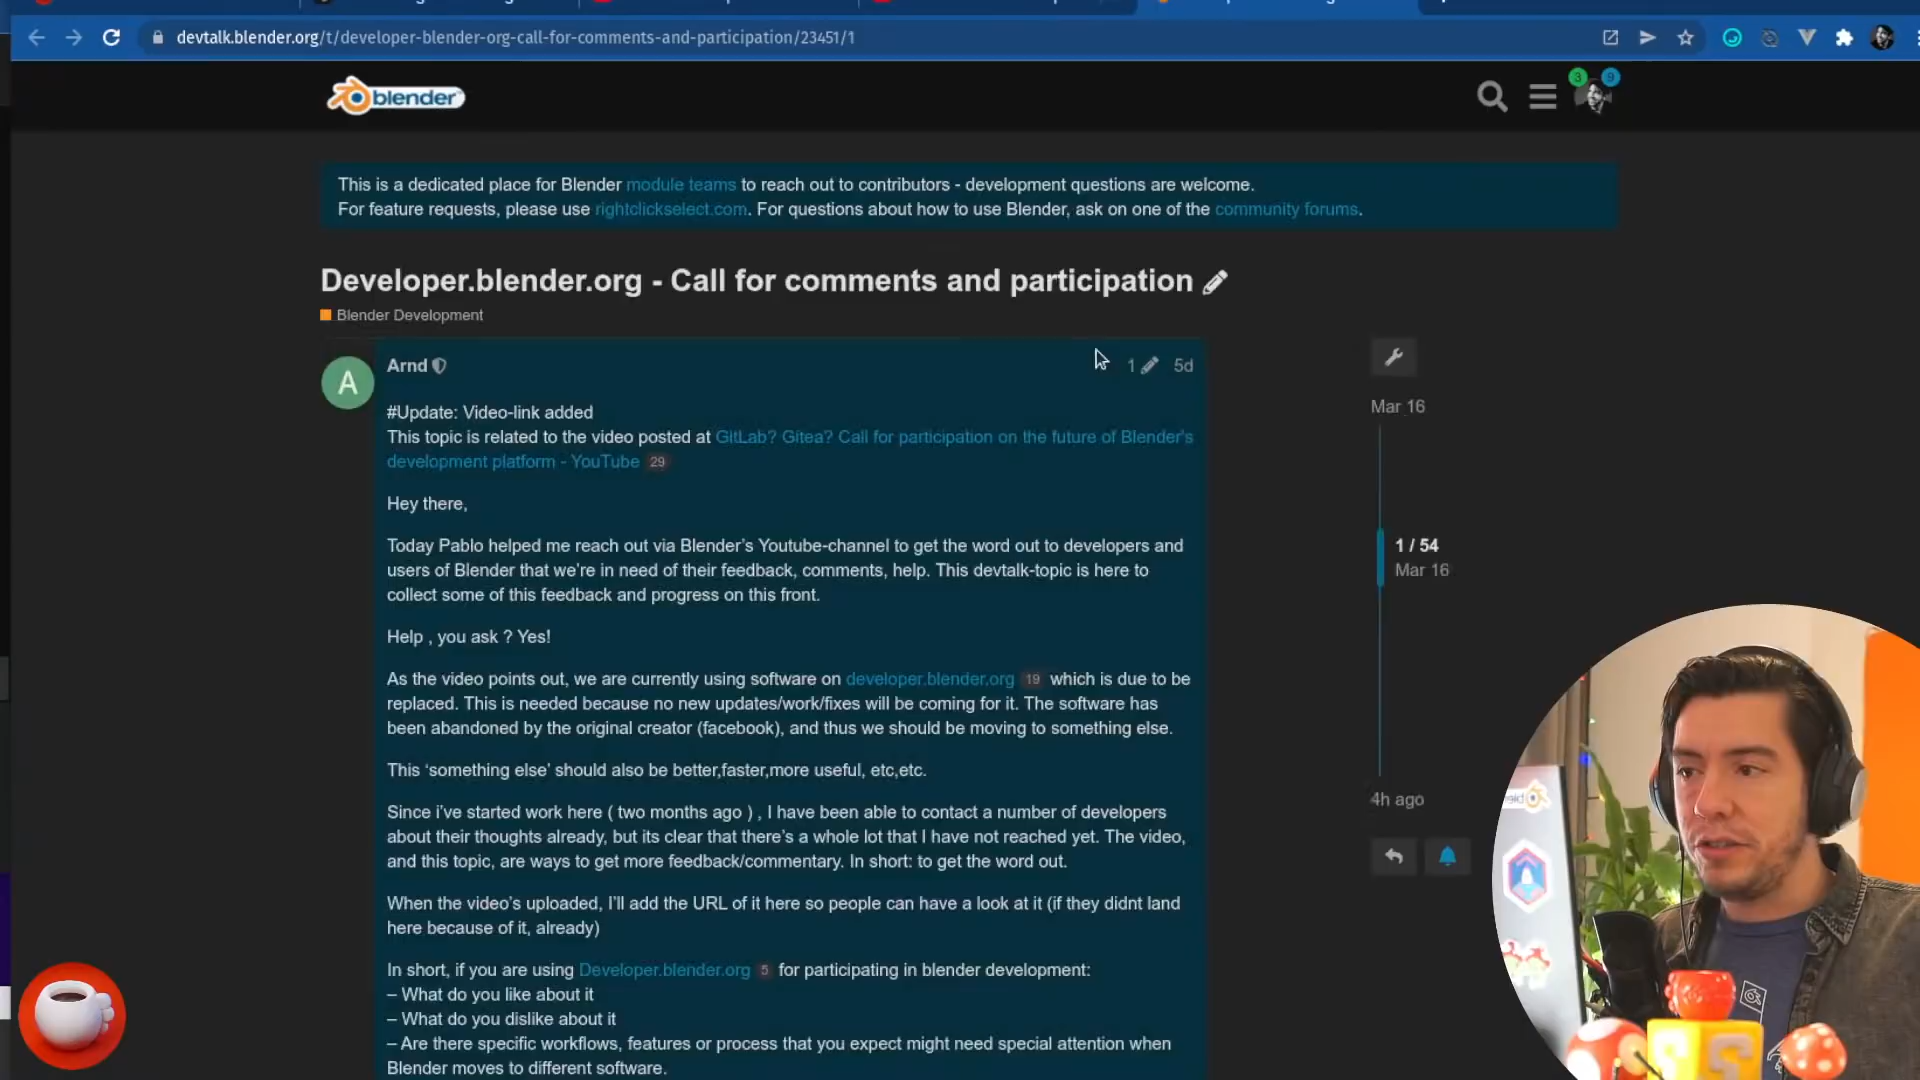 devtalk.blender.org/t/developer-blender-org-call-for-comments-and-participation/23451/1
blender
3 9
This is a dedicated place for Blender module teams to reach out to contributors - development questions are welcome.
For feature requests, please use rightclickselect.com. For questions about how to use Blender, ask on one of the community forums.
Developer.blender.org - Call for comments and participation
Blender Development
A
Arnd
1 5d
#Update: Video-link added
This topic is related to the video posted at GitLab? Gitea? Call for participation on the future of Blender's
development platform - YouTube 29
Hey there,
Today Pablo helped me reach out via Blender’s Youtube-channel to get the word out to developers and
users of Blender that we’re in need of their feedback, comments, help. This devtalk-topic is here to
collect some of this feedback and progress on this front.
Help , you ask ? Yes!
As the video points out, we are currently using software on developer.blender.org 19 which is due to be
replaced. This is needed because no new updates/work/fixes will be coming for it. The software has
been abandoned by the original creator (facebook), and thus we should be moving to something else.
This ‘something else’ should also be better,faster,more useful, etc,etc.
Since i’ve started work here ( two months ago ) , I have been able to contact a number of developers
about their thoughts already, but its clear that there’s a whole lot that I have not reached yet. The video,
and this topic, are ways to get more feedback/commentary. In short: to get the word out.
When the video’s uploaded, I’ll add the URL of it here so people can have a look at it (if they didnt land
here because of it, already)
In short, if you are using Developer.blender.org 5 for participating in blender development:
– What do you like about it
– What do you dislike about it
– Are there specific workflows, features or process that you expect might need special attention when
Blender moves to different software.
Mar 16
1 / 54
Mar 16
4h ago
S S